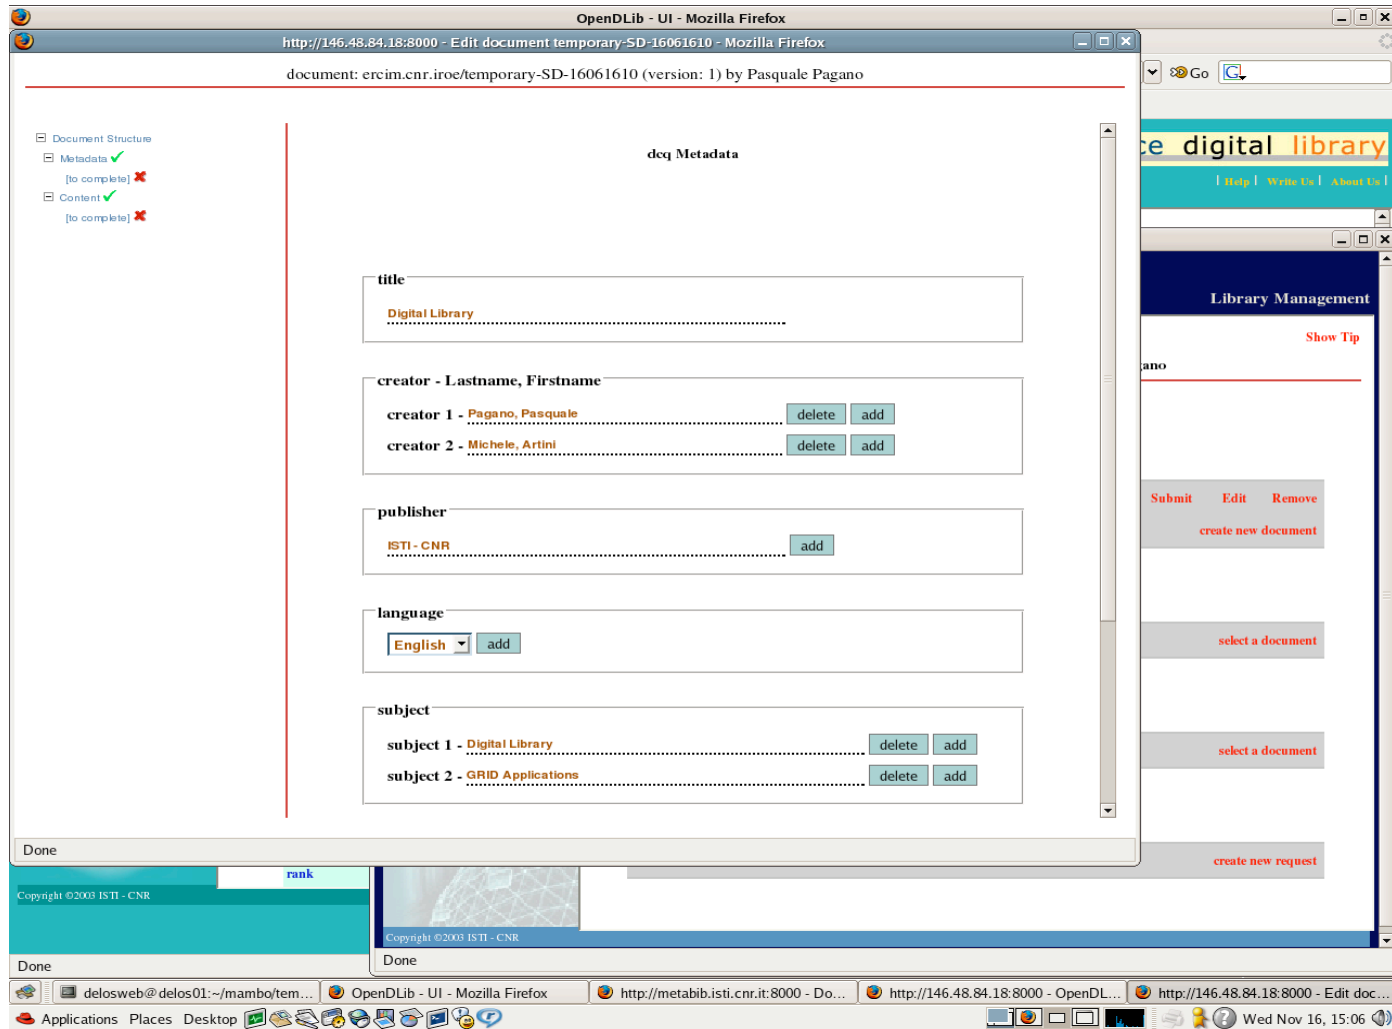 OpenDLib - UI - Mozilla Firefox
http://146.48.84.18:8000 - Edit document temporary-SD-16061610 - Mozilla Firefox
document: ercim.cnr.iroe/temporary-SD-16061610 (version: 1) by Pasquale Pagano
Go
Document Structure
Metadata
[to complete]
Content
[to complete]
dcq Metadata
title
Digital Library
creator - Lastname, Firstname
creator 1 - Pagano, Pasquale delete add
creator 2 - Michele, Artini delete add
publisher
ISTI - CNR add
language
English add
subject
subject 1 - Digital Library delete add
subject 2 - GRID Applications delete add
Done
ce digital library
| Help | Write Us | About Us |
Library Management
Show Tip
gano
Submit Edit Remove
create new document
select a document
select a document
create new request
rank
Copyright ©2003 ISTI - CNR
Copyright ©2003 ISTI - CNR
Done
Done
delosweb@delos01:~/mambo/tem... OpenDLib - UI - Mozilla Firefox http://metabib.isti.cnr.it:8000 - Do... http://146.48.84.18:8000 - OpenDL... http://146.48.84.18:8000 - Edit doc...
Applications Places Desktop Wed Nov 16, 15:06